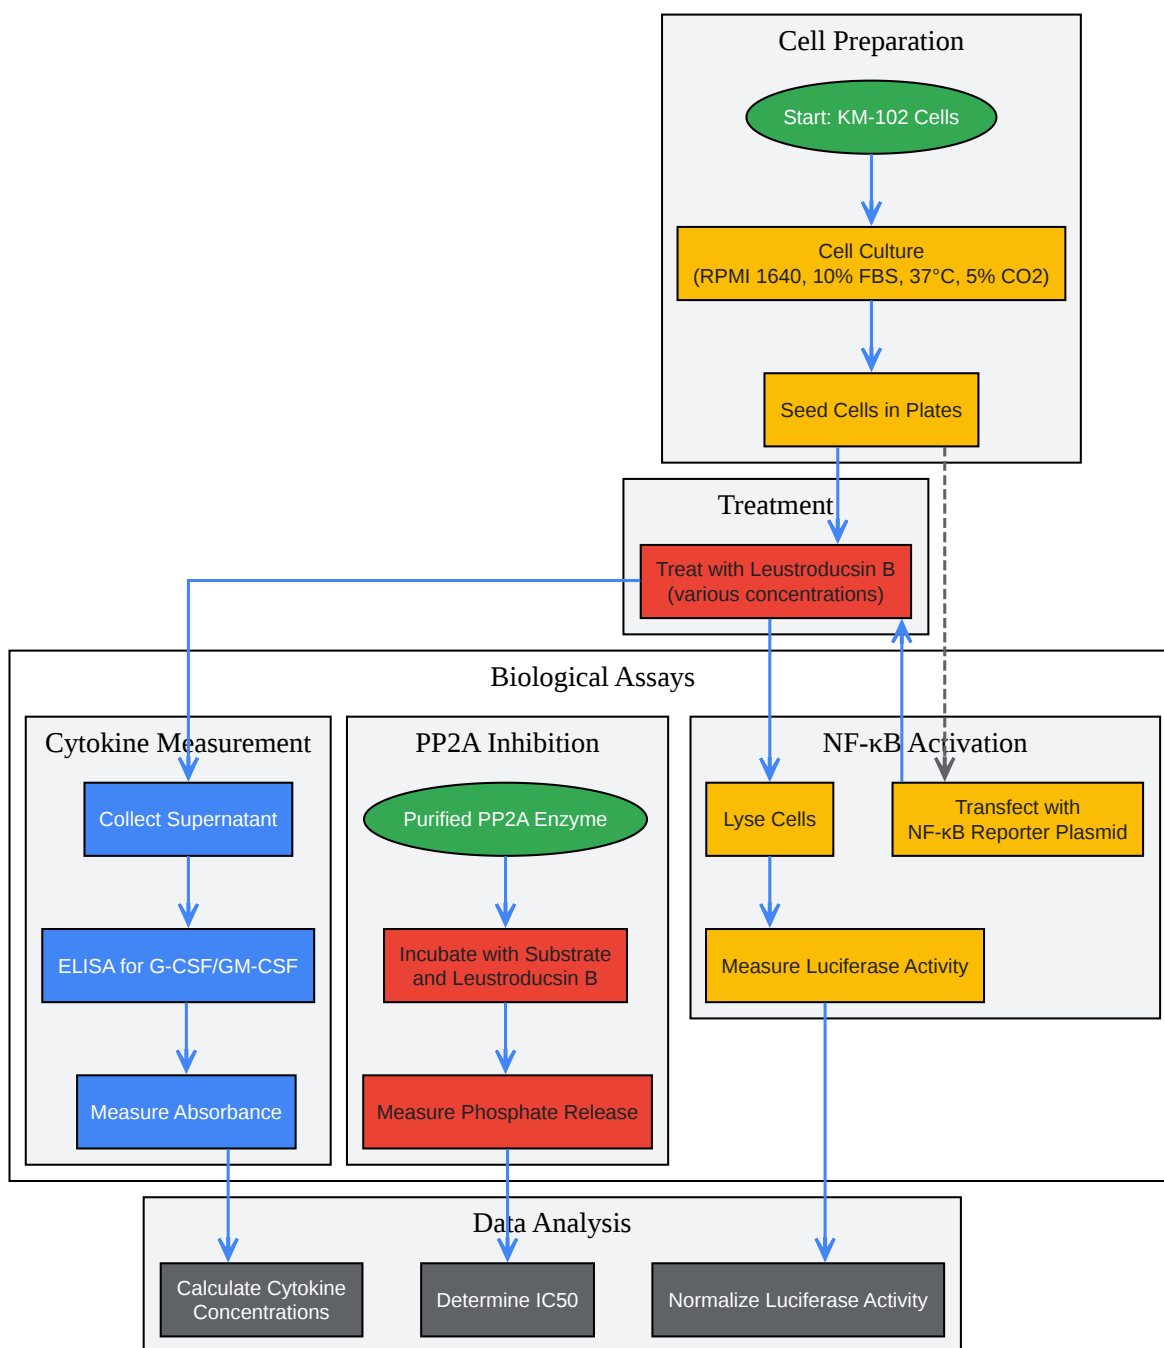 Cell Preparation
Start: KM-102 Cells
Cell Culture
(RPMI 1640, 10% FBS, 37°C, 5% CO2)
Seed Cells in Plates
Treatment
Treat with Leustroducsin B
(various concentrations)
Biological Assays
Cytokine Measurement
Collect Supernatant
ELISA for G-CSF/GM-CSF
Measure Absorbance
PP2A Inhibition
Purified PP2A Enzyme
Incubate with Substrate
and Leustroducsin B
Measure Phosphate Release
NF-κB Activation
Lyse Cells
Transfect with
NF-κB Reporter Plasmid
Measure Luciferase Activity
Data Analysis
Calculate Cytokine
Concentrations
Determine IC50
Normalize Luciferase Activity